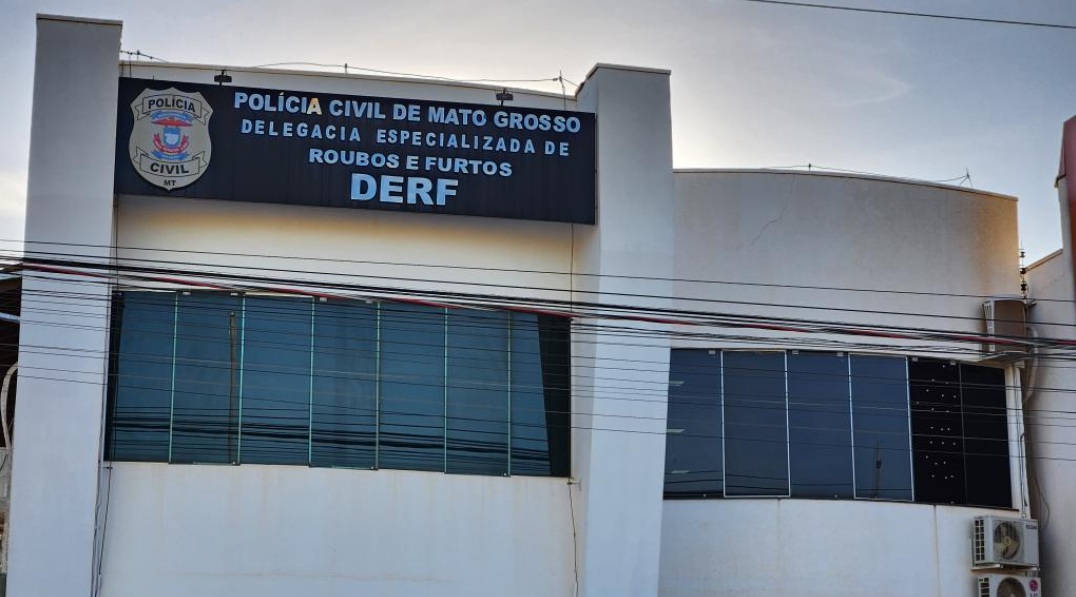 POLÍCIA
CIVIL
MT
POLÍCIA CIVIL DE MATO GROSSO
DELEGACIA ESPECIALIZADA DE
ROUBOS E FURTOS
DERF